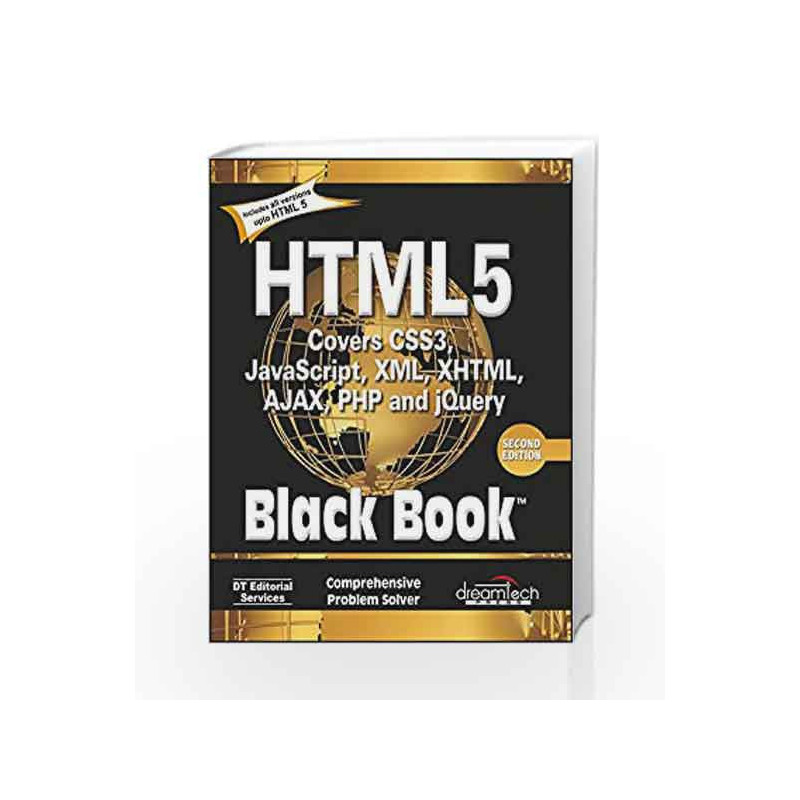 Includes all versions
upto HTML 5
HTML5
Covers CSS3,
JavaScript, XML, XHTML,
AJAX, PHP and jQuery
SECOND
EDITION
Black Book™
DT Editorial
Services
Comprehensive
Problem Solver
dreamtech
PRESS